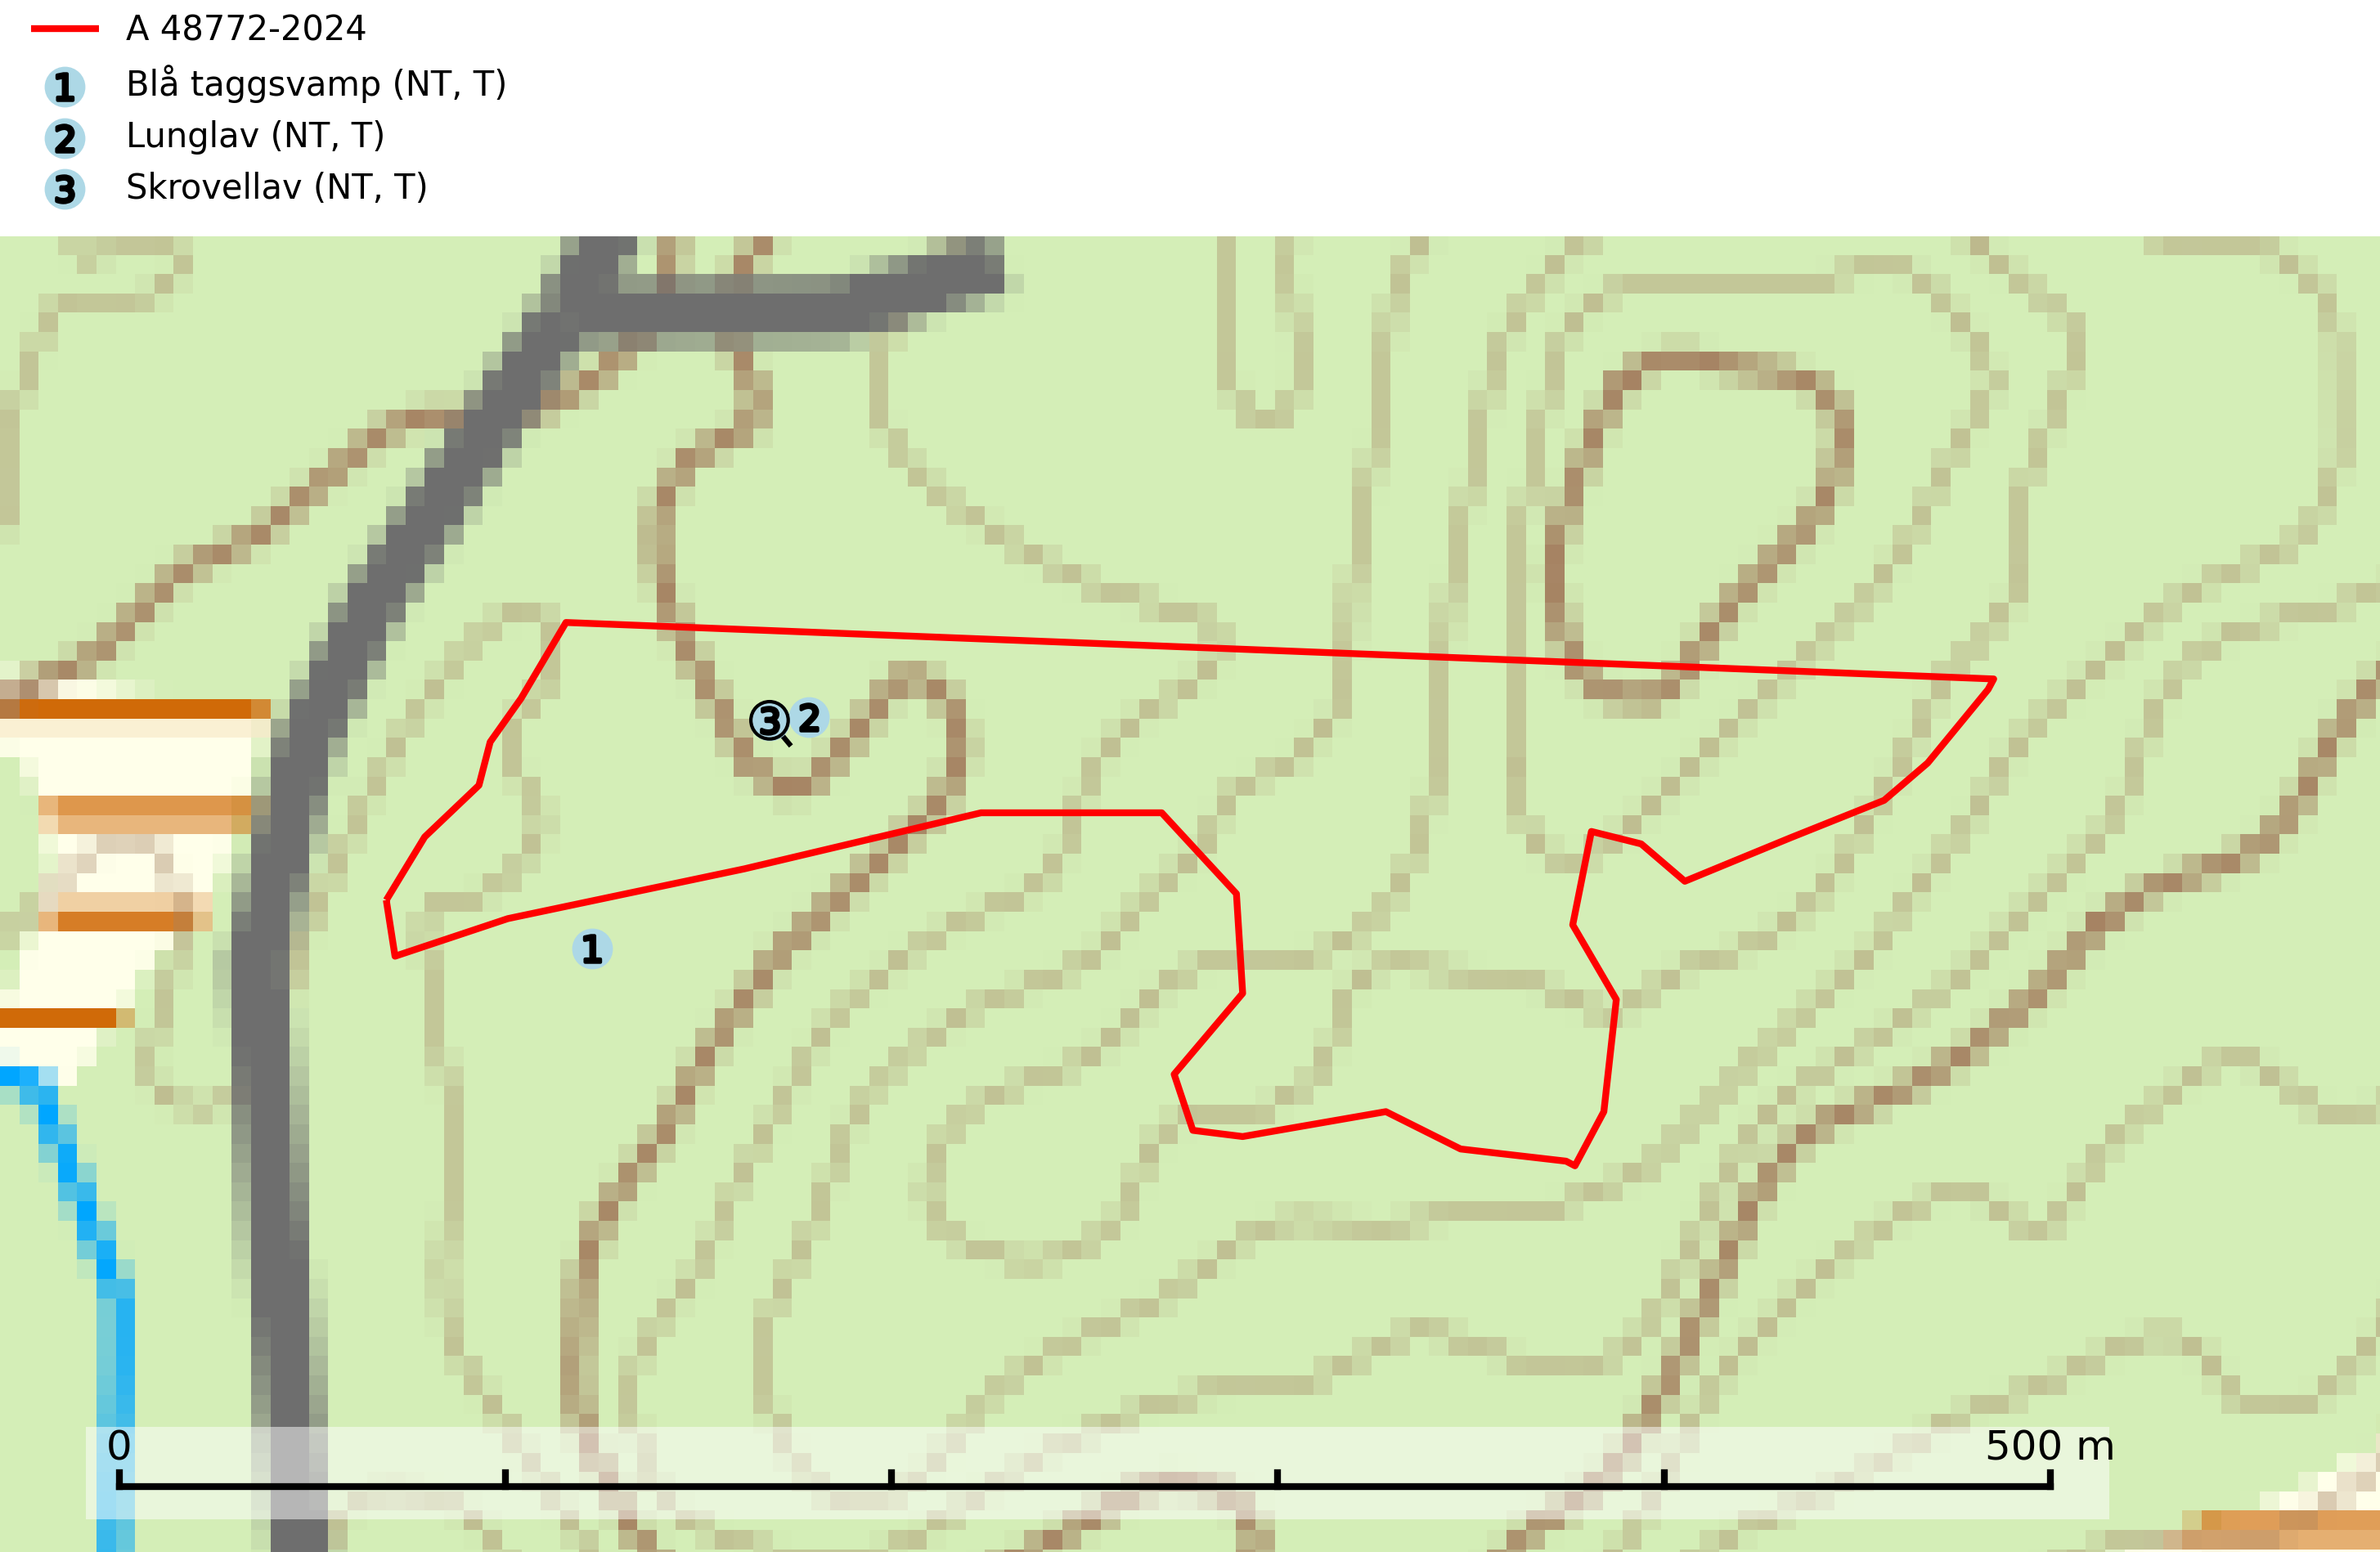 A 48772-2024
1 Blå taggsvamp (NT, T)
2 Lunglav (NT, T)
3 Skrovellav (NT, T)
3 2
1
0 500 m